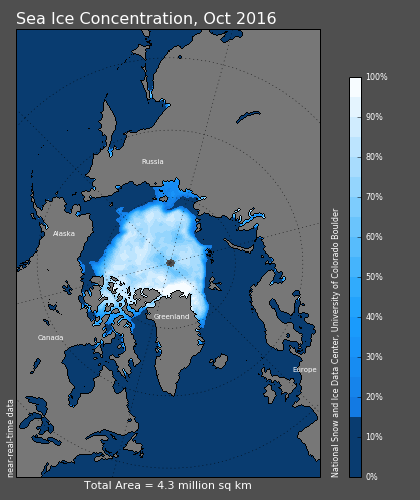 Sea Ice Concentration, Oct 2016
Russia
Alaska
Canada
Greenland
Europe
near-real-time data
Total Area = 4.3 million sq km
National Snow and Ice Data Center, University of Colorado Boulder
100%
90%
80%
70%
60%
50%
40%
30%
20%
10%
0%